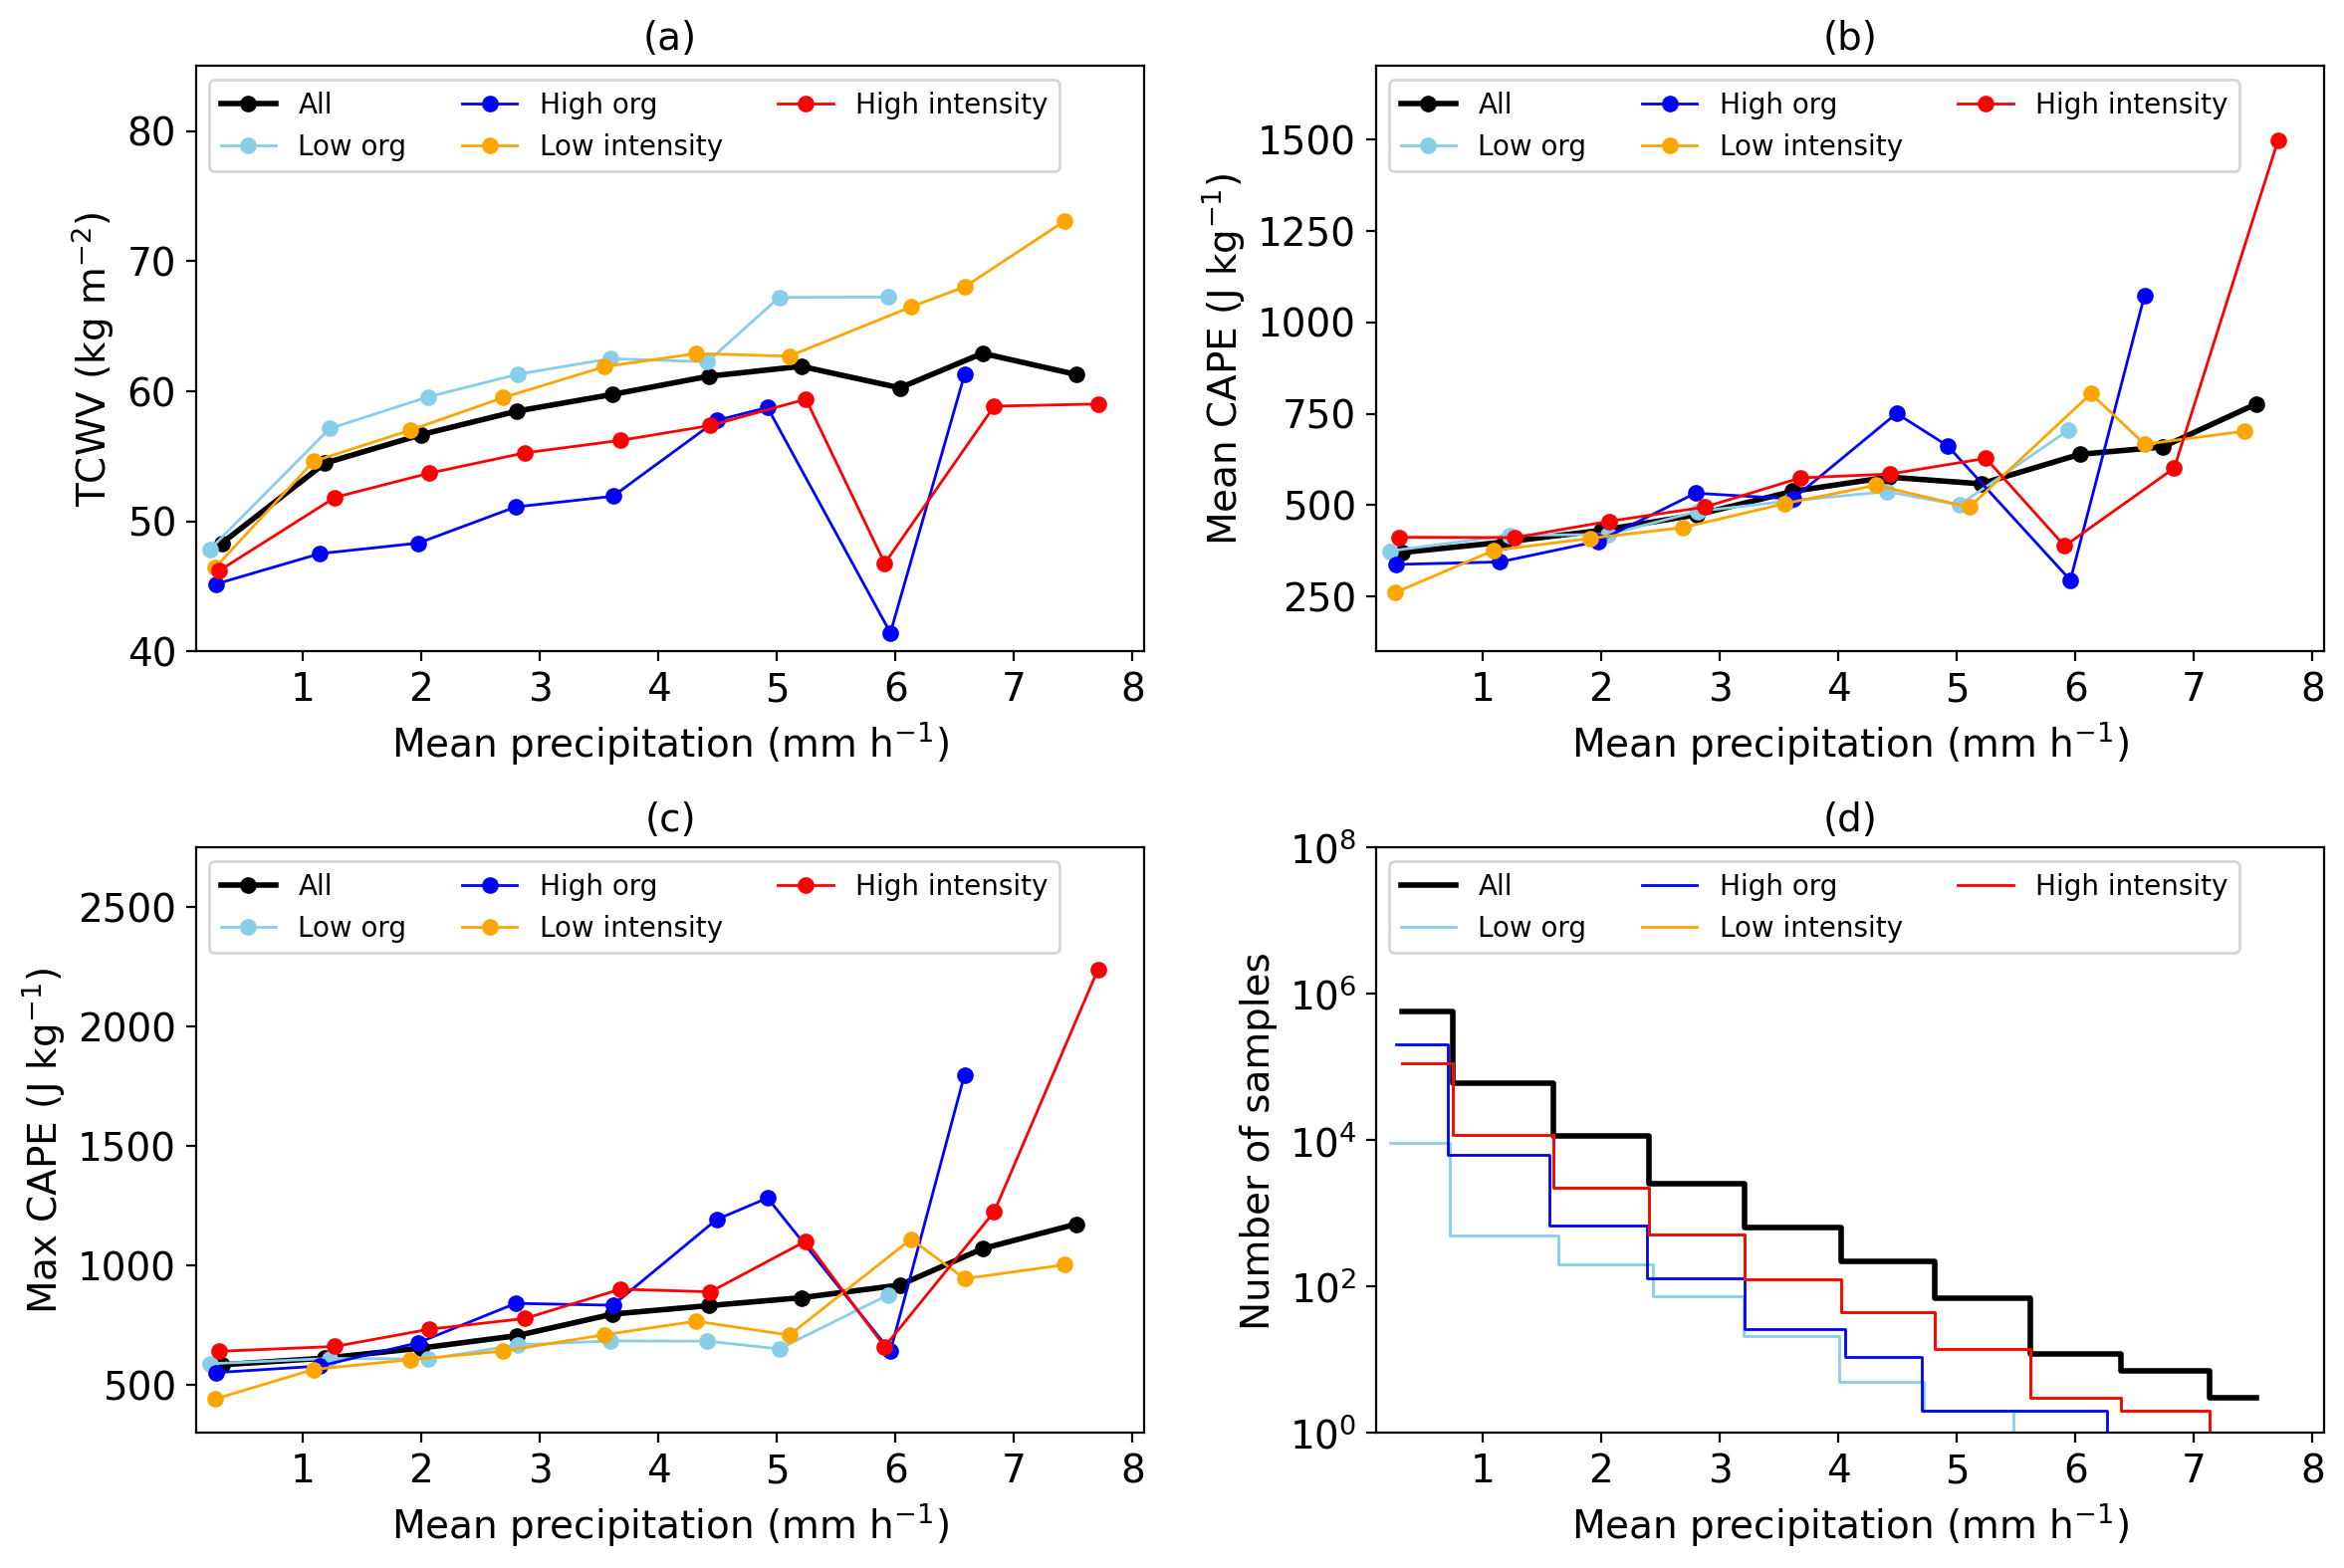 (a)
All
High org
High intensity
Low org
Low intensity
80
70
60
50
40
TCWV (kg m⁻²)
1 2 3 4 5 6 7 8
Mean precipitation (mm h⁻¹)
(b)
All
High org
High intensity
Low org
Low intensity
1500
1250
1000
750
500
250
Mean CAPE (J kg⁻¹)
1 2 3 4 5 6 7 8
Mean precipitation (mm h⁻¹)
(c)
All
High org
High intensity
Low org
Low intensity
2500
2000
1500
1000
500
Max CAPE (J kg⁻¹)
1 2 3 4 5 6 7 8
Mean precipitation (mm h⁻¹)
(d)
All
High org
High intensity
Low org
Low intensity
10⁸
10⁶
10⁴
10²
10⁰
Number of samples
1 2 3 4 5 6 7 8
Mean precipitation (mm h⁻¹)